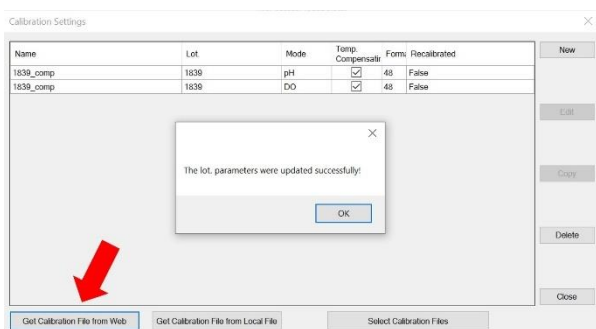 Calibration Settings
Name Lot Mode Temp. Compensatir Forma Recalibrated
1839_comp 1839 pH 48 False
1839_comp 1839 DO 48 False
New
Edit
Copy
Delete
Close
The lot. parameters were updated successfully!
OK
Get Calibration File from Web Get Calibration File from Local File Select Calibration Files